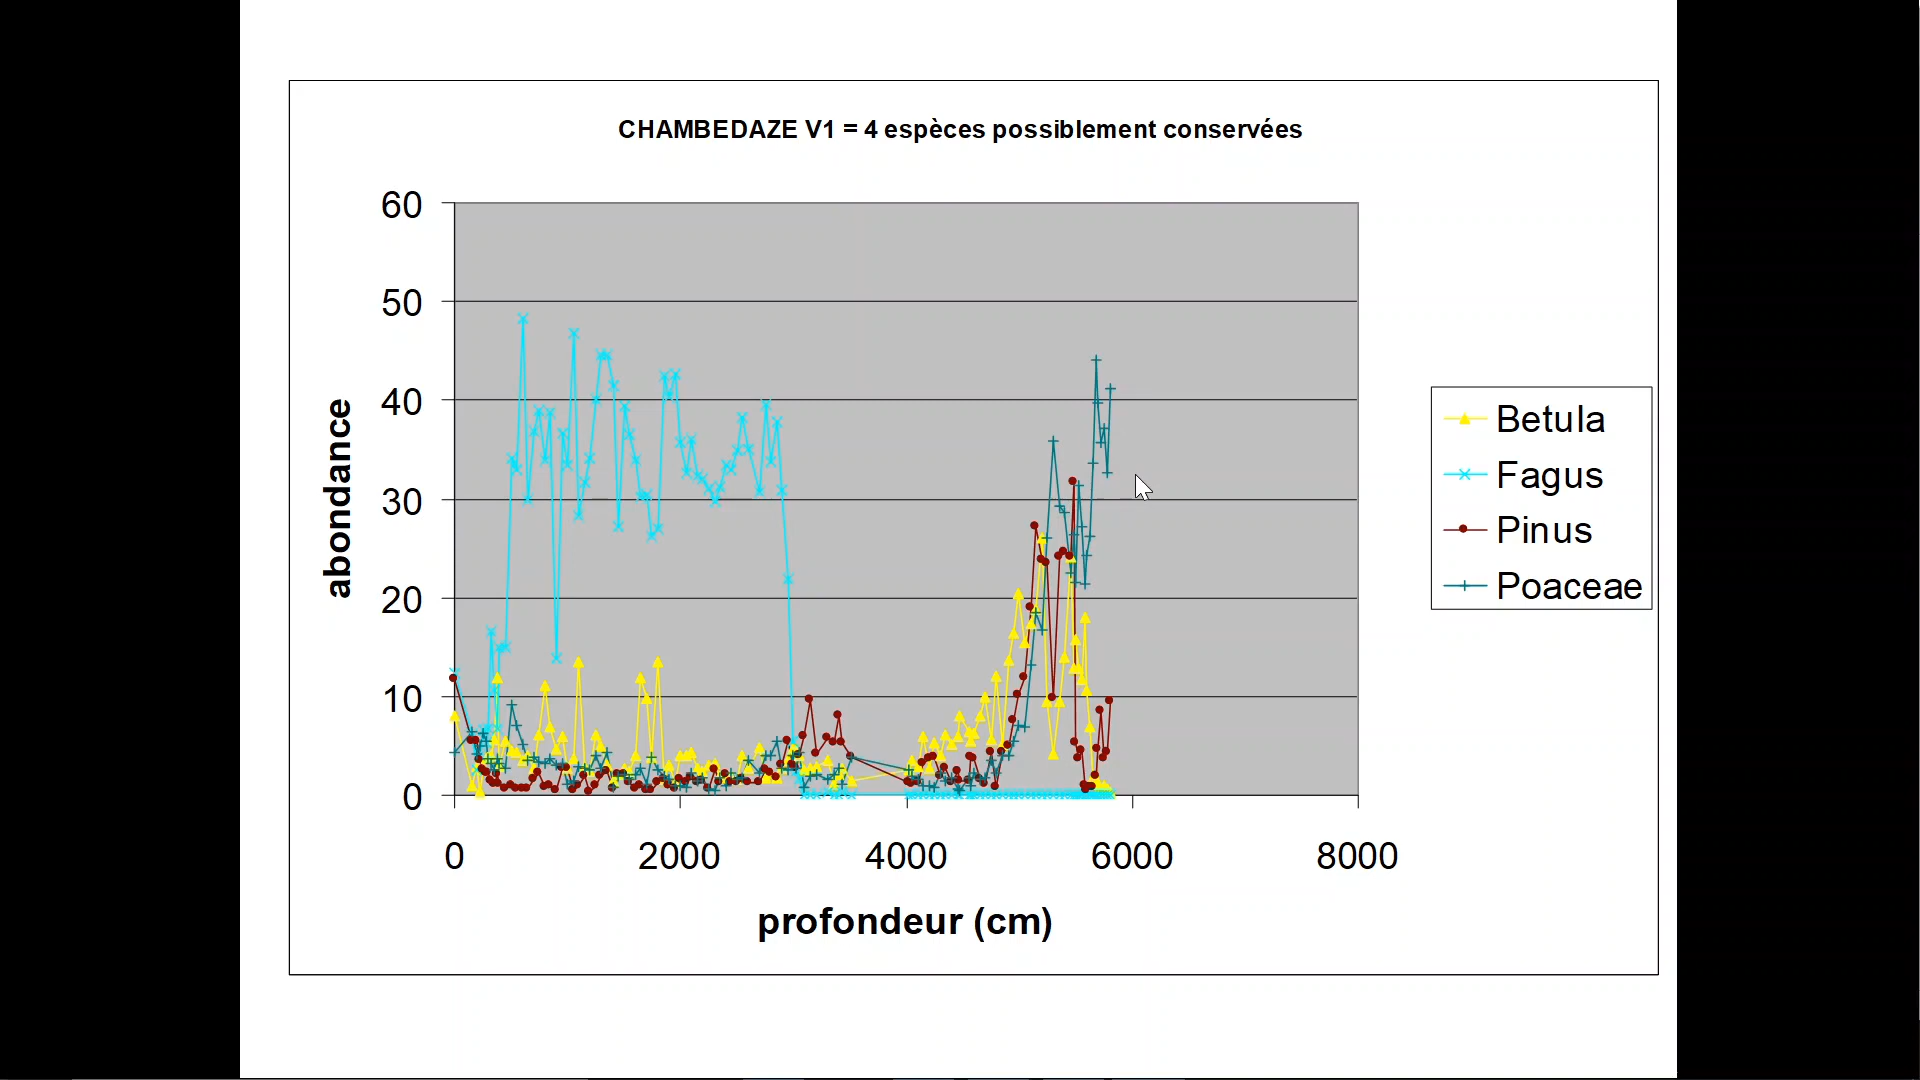 CHAMBEDAZE V1 = 4 espèces possiblement conservées
60
50
40
30
20
10
0
abondance
0 2000 4000 6000 8000
profondeur (cm)
Betula
Fagus
Pinus
Poaceae